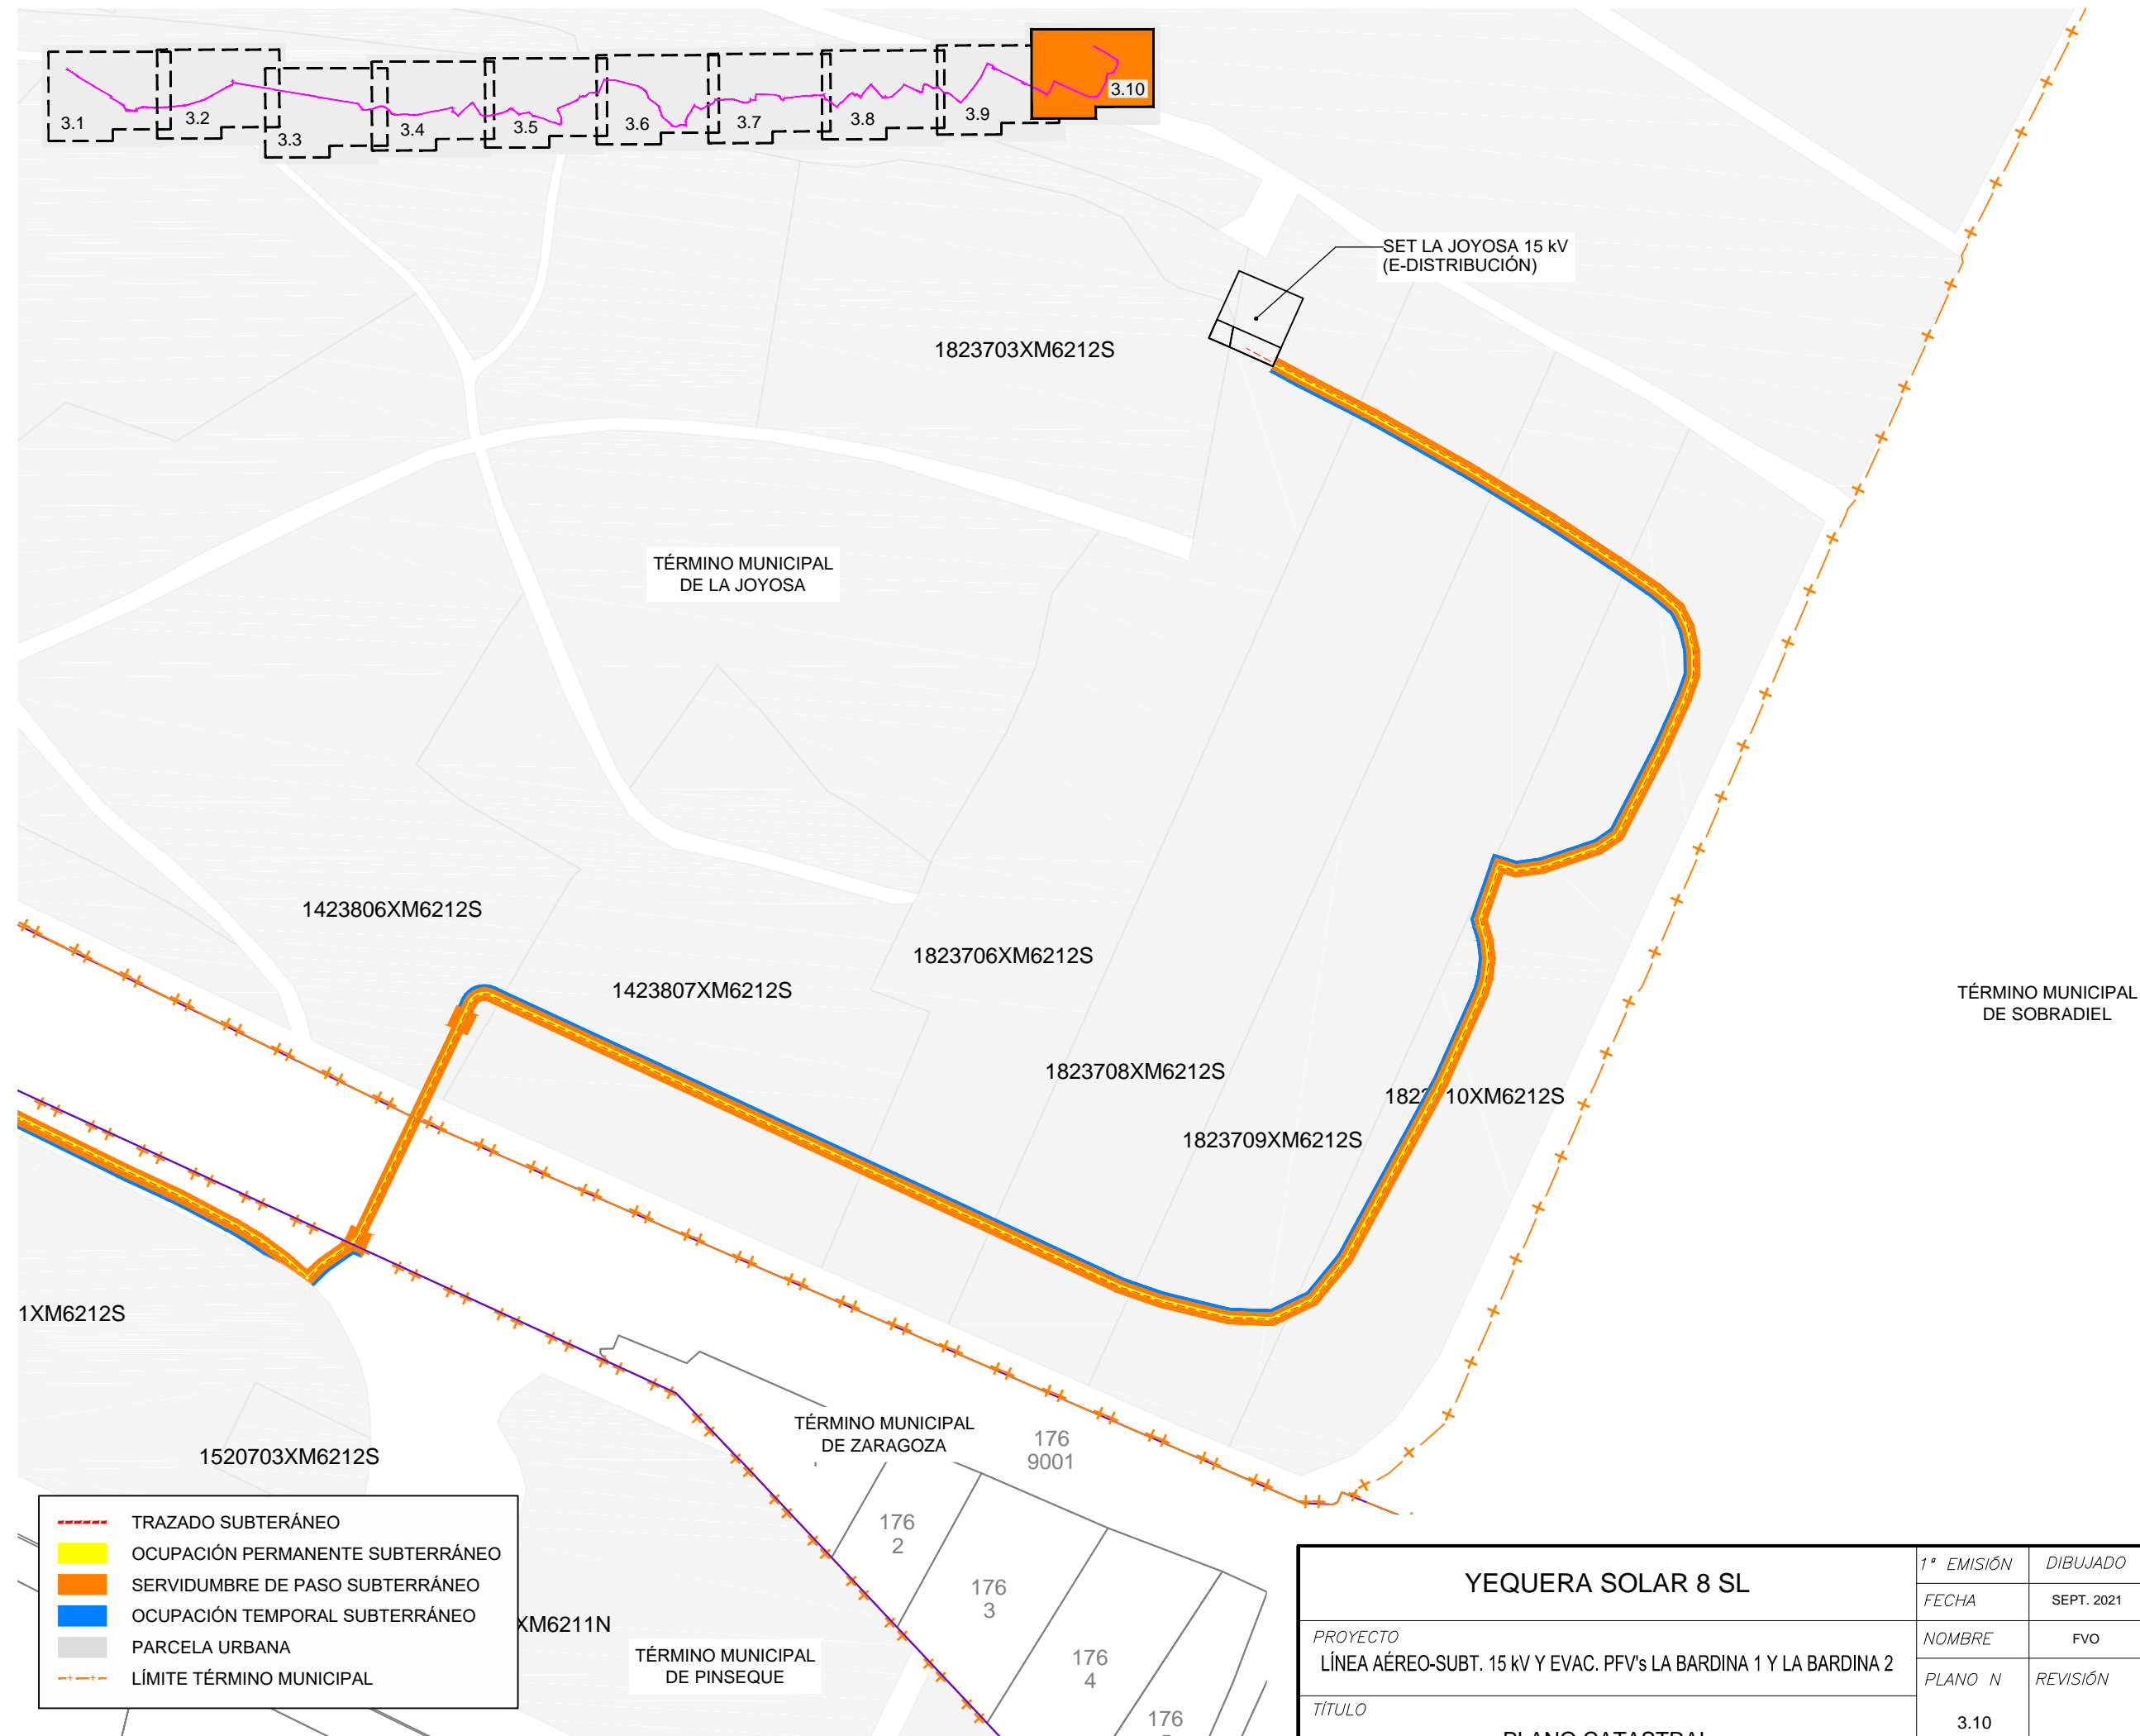 3.1
3.2
3.3
3.4
3.5
3.6
3.7
3.8
3.9
3.10
SET LA JOYOSA 15 kV
(E-DISTRIBUCIÓN)
1823703XM6212S
TÉRMINO MUNICIPAL
DE LA JOYOSA
1423806XM6212S
1423807XM6212S
1823706XM6212S
TÉRMINO MUNICIPAL
DE SOBRADIEL
1823708XM6212S
182 10XM6212S
1823709XM6212S
1XM6212S
1520703XM6212S
TÉRMINO MUNICIPAL
DE ZARAGOZA
176
9001
176
2
176
3
176
4
176
XM6211N
TÉRMINO MUNICIPAL
DE PINSEQUE
TRAZADO SUBTERÁNEO
OCUPACIÓN PERMANENTE SUBTERRÁNEO
SERVIDUMBRE DE PASO SUBTERRÁNEO
OCUPACIÓN TEMPORAL SUBTERRÁNEO
PARCELA URBANA
LÍMITE TÉRMINO MUNICIPAL
YEQUERA SOLAR 8 SL
PROYECTO
LÍNEA AÉREO-SUBT. 15 kV Y EVAC. PFV's LA BARDINA 1 Y LA BARDINA 2
TÍTULO
PLANO CATASTRAL
1ª EMISIÓN
DIBUJADO
FECHA
SEPT. 2021
NOMBRE
FVO
PLANO N
REVISIÓN
3.10